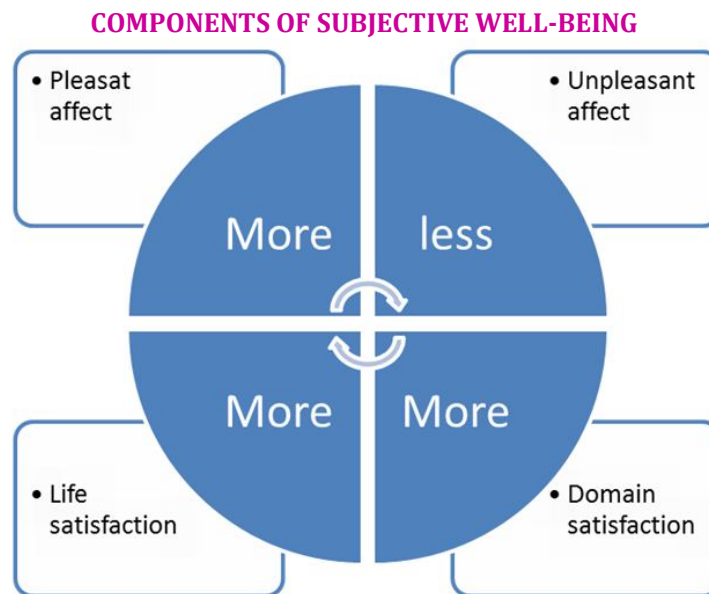 COMPONENTS OF SUBJECTIVE WELL-BEING
• Pleasat
affect
• Unpleasant
affect
More
less
More
More
• Life
satisfaction
• Domain
satisfaction